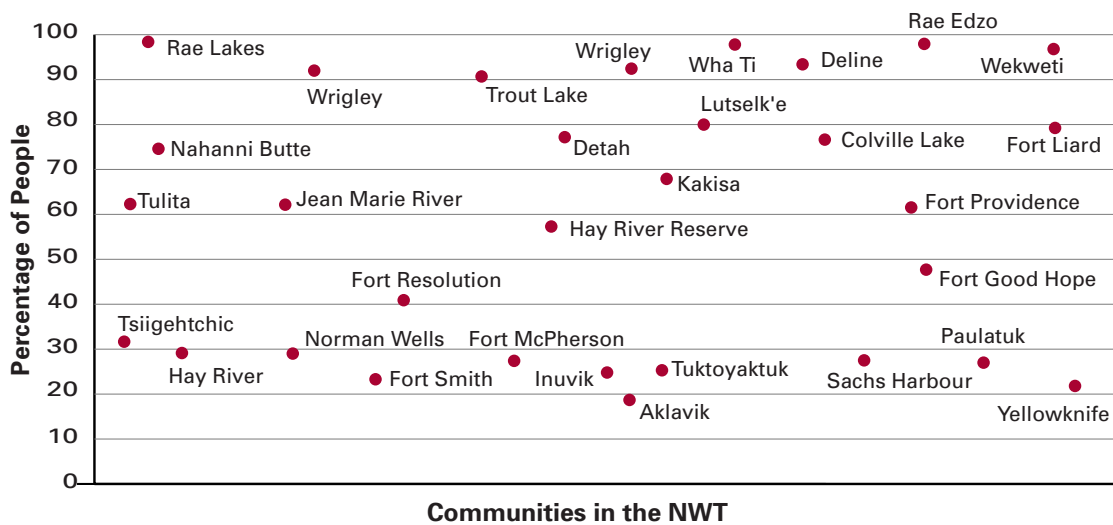 Percentage of People
100
90
80
70
60
50
40
30
20
10
0
Rae Edzo
Rae Lakes
Wrigley
Wha Ti
Deline
Wekweti
Wrigley
Trout Lake
Lutselk'e
Nahanni Butte
Detah
Colville Lake
Fort Liard
Kakisa
Tulita
Jean Marie River
Fort Providence
Hay River Reserve
Fort Resolution
Fort Good Hope
Tsiigehtchic
Norman Wells
Fort McPherson
Paulatuk
Hay River
Fort Smith
Inuvik
Tuktoyaktuk
Sachs Harbour
Aklavik
Yellowknife
Communities in the NWT